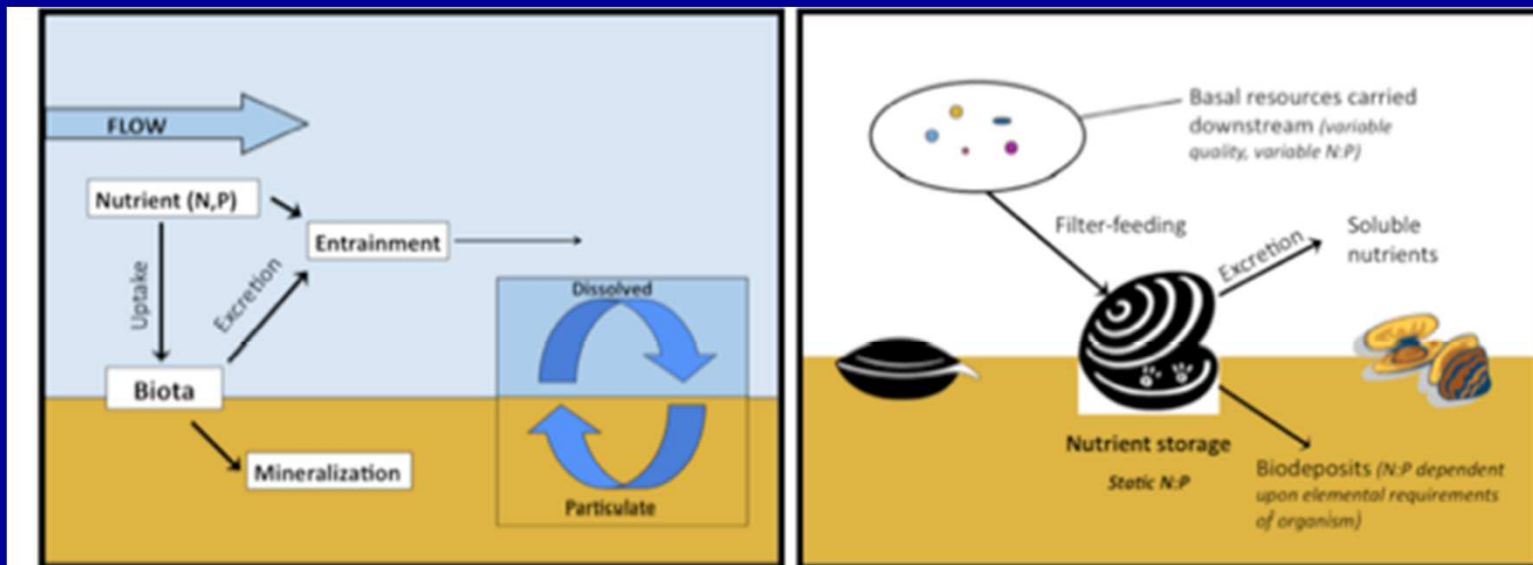 FLOW
Nutrient (N,P)
Entrainment
Uptake
Excretion
Biota
Mineralization
Dissolved
Particulate
Basal resources carried
downstream (variable
quality, variable N:P)
Filter-feeding
Excretion
Soluble
nutrients
Nutrient storage
Static N:P
Biodeposits (N:P dependent
upon elemental requirements
of organism)